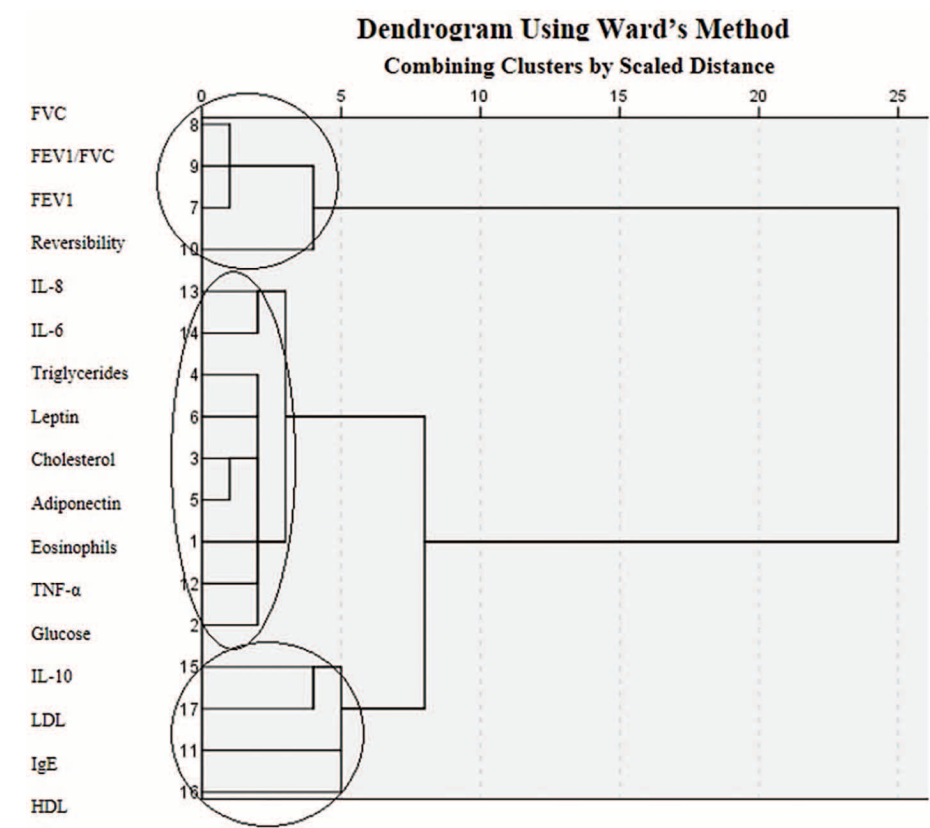 Dendrogram Using Ward's Method
Combining Clusters by Scaled Distance
0 5 10 15 20 25
FVC 8
FEV1/FVC 9
FEV1 7
Reversibility 10
IL-8 13
IL-6 14
Triglycerides 4
Leptin 6
Cholesterol 3
Adiponectin 5
Eosinophils 1
TNF-α 12
Glucose 2
IL-10 15
LDL 17
IgE 11
HDL 16